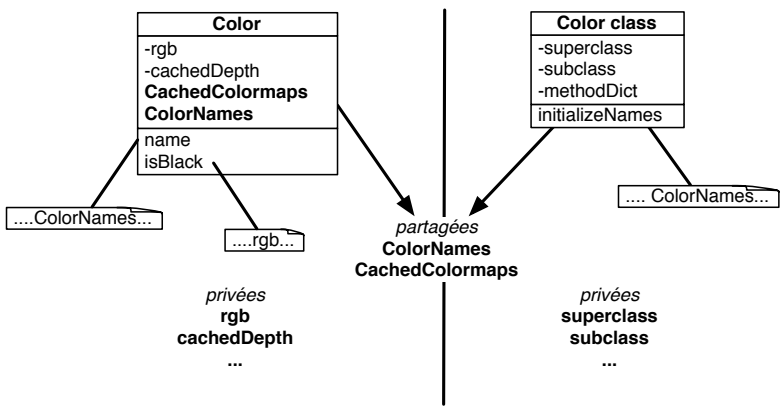 Color
-rgb
-cachedDepth
CachedColormaps
ColorNames
name
isBlack
....ColorNames...
....rgb...
Color class
-superclass
-subclass
-methodDict
initializeNames
.... ColorNames...
partagées
ColorNames
CachedColormaps
privées
rgb
cachedDepth
...
privées
superclass
subclass
...